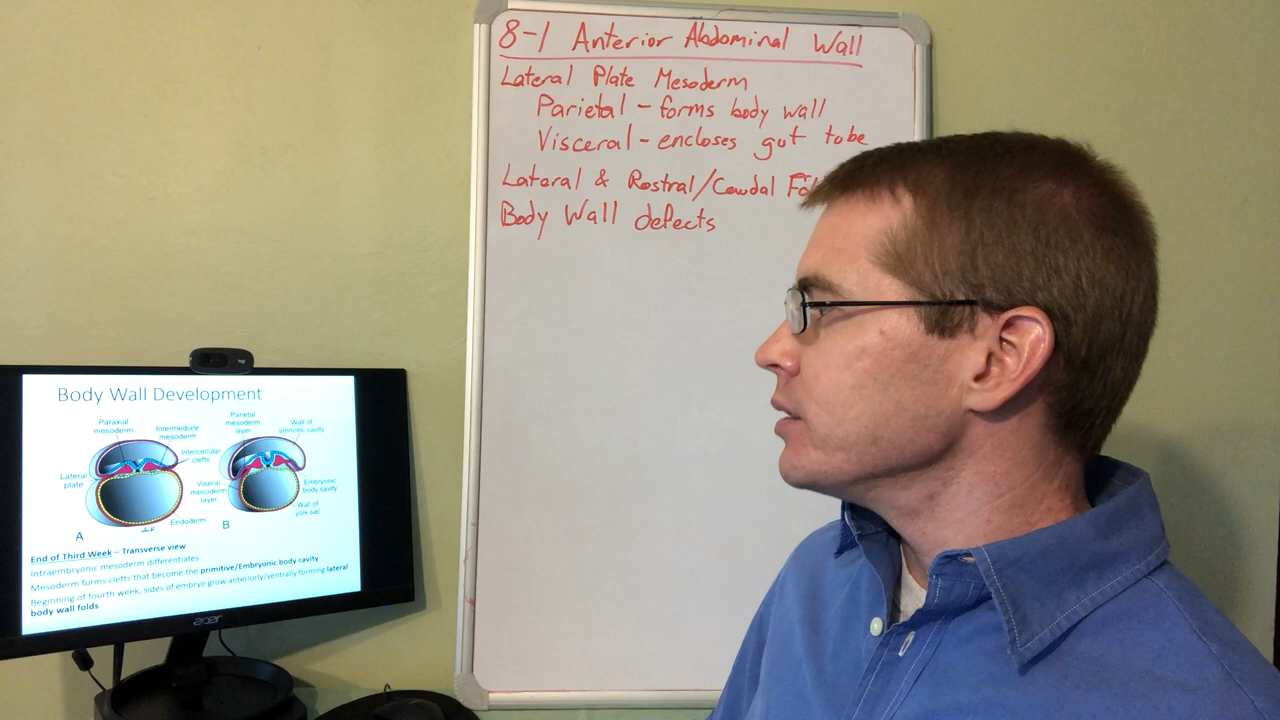 8-1 Anterior Abdominal Wall
Lateral Plate Mesoderm
Parietal - forms body wall
Visceral - encloses gut tube
Lateral & Rostral/Caudal
Body Wall defects
Body Wall Development
Paraxial mesoderm
Intermediate mesoderm
Intercellular clefts
Lateral plate
Endoderm
A
Parietal mesoderm layer
Wall of amniotic cavity
Visceral mesoderm layer
Embryonic body cavity
Wall of yolk sac
B
End of Third Week – Transverse view
Intraembryonic mesoderm differentiates
Mesoderm forms clefts that become the primitive/Embryonic body cavity
Beginning of fourth week, sides of embryo grow anteriorly/ventrally forming lateral
body wall folds
acer